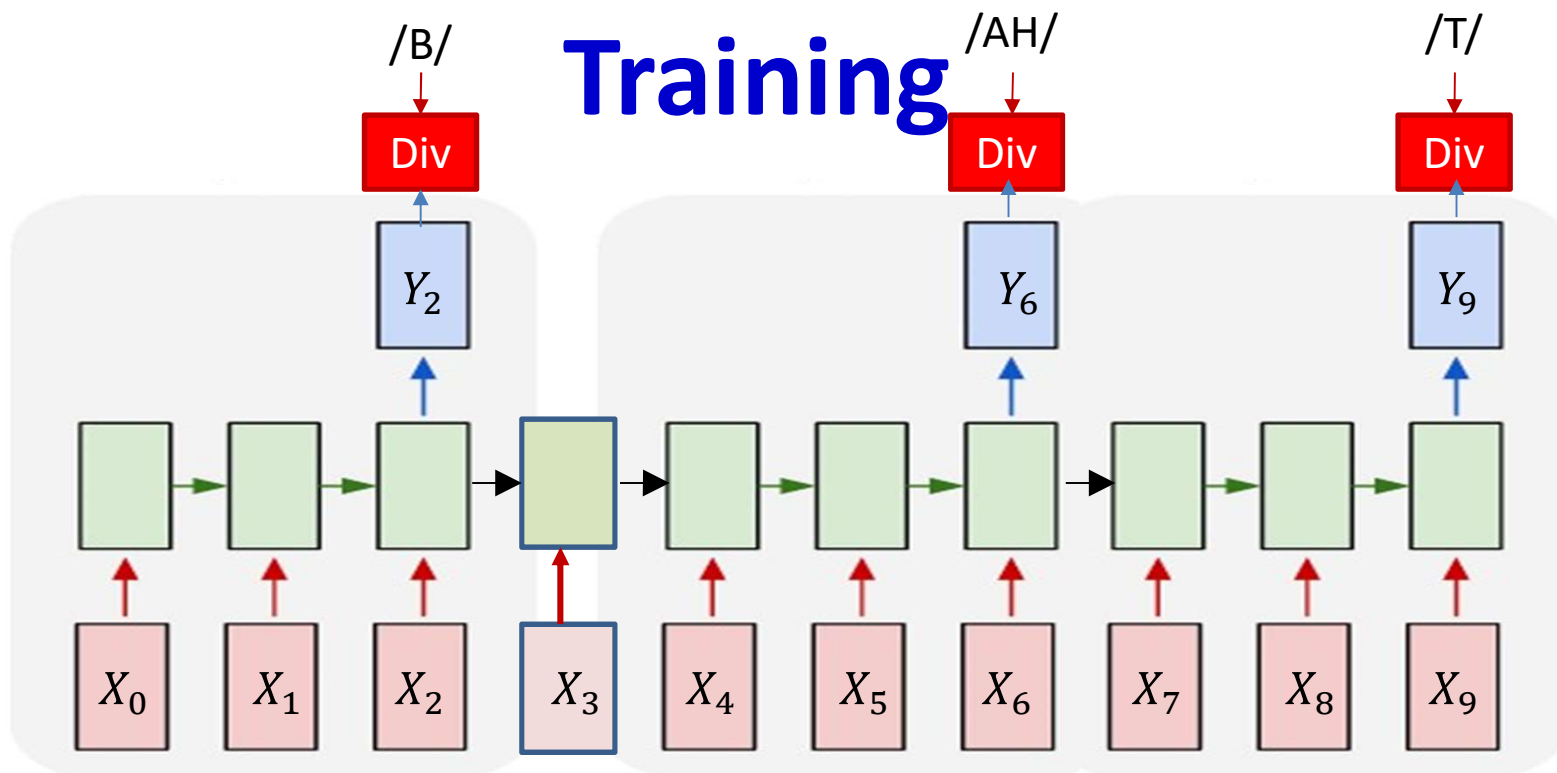 /B/ Training /AH/ /T/
Div Div Div
Y₂ Y₆ Y₉
X₀ X₁ X₂ X₃ X₄ X₅ X₆ X₇ X₈ X₉